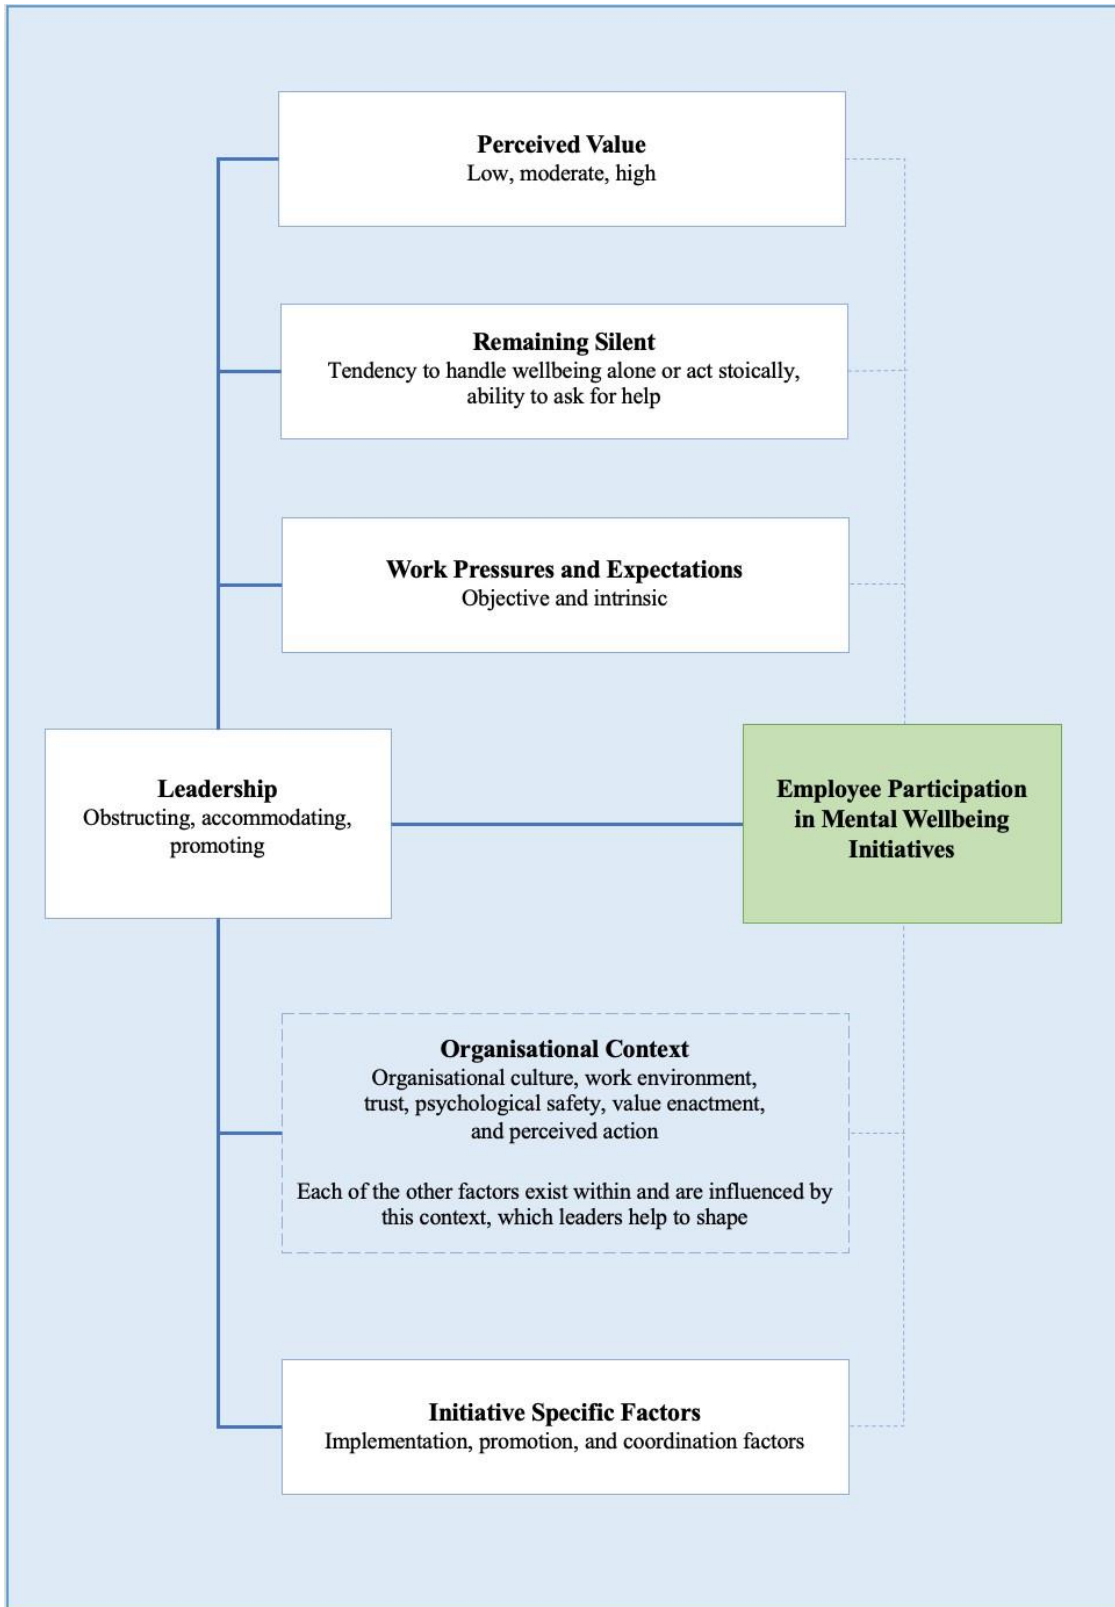 Perceived Value
Low, moderate, high
Remaining Silent
Tendency to handle wellbeing alone or act stoically,
ability to ask for help
Work Pressures and Expectations
Objective and intrinsic
Leadership
Obstructing, accommodating,
promoting
Employee Participation
in Mental Wellbeing
Initiatives
Organisational Context
Organisational culture, work environment,
trust, psychological safety, value enactment,
and perceived action
Each of the other factors exist within and are influenced by
this context, which leaders help to shape
Initiative Specific Factors
Implementation, promotion, and coordination factors